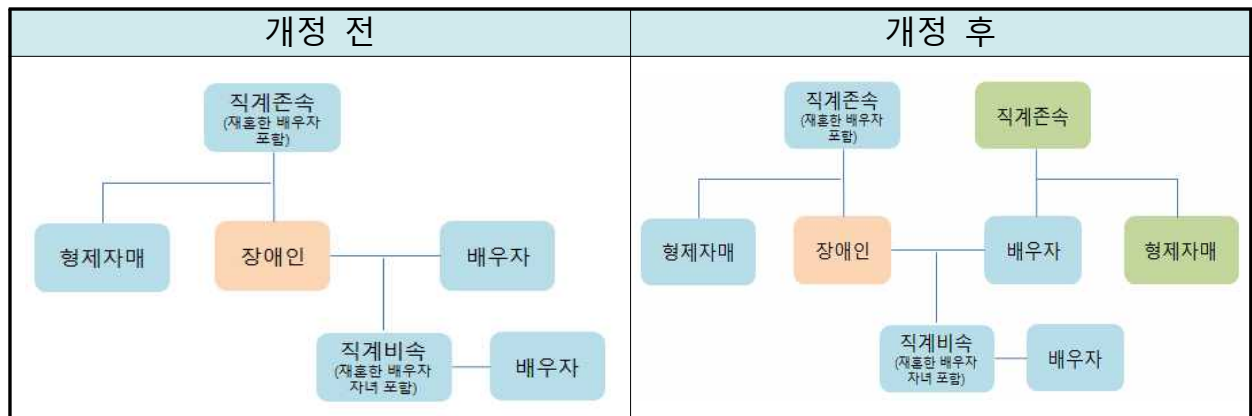 개정 전
직계존속
(재혼한 배우자
포함)
형제자매
장애인
배우자
직계비속
(재혼한 배우자
자녀 포함)
배우자
개정 후
직계존속
(재혼한 배우자
포함)
직계존속
형제자매
장애인
배우자
형제자매
직계비속
(재혼한 배우자
자녀 포함)
배우자